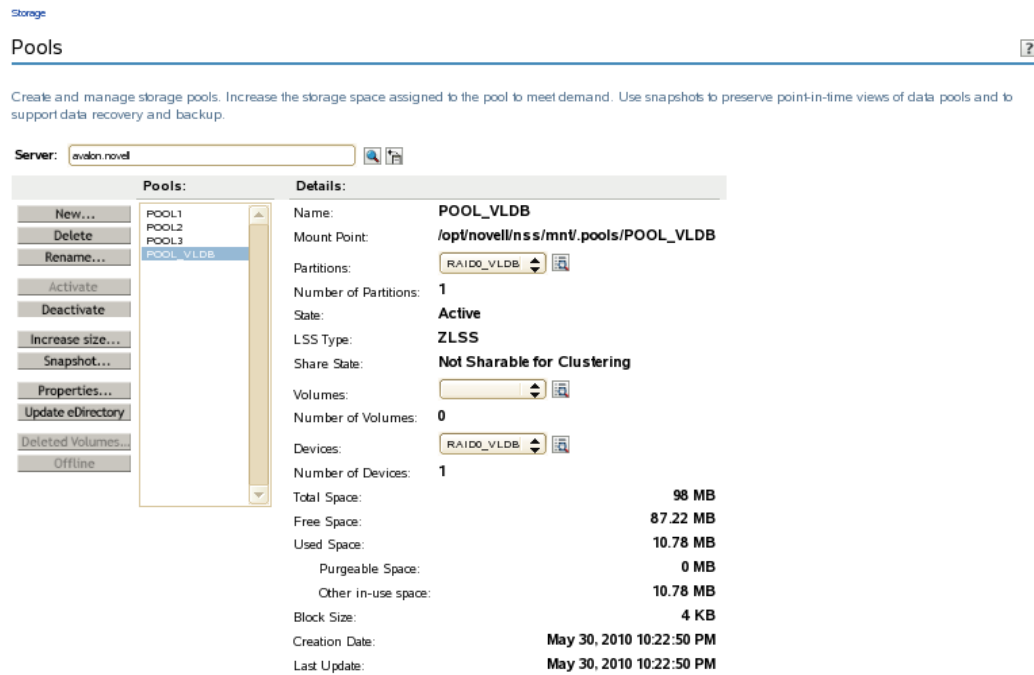 Storage
Pools
?
Create and manage storage pools. Increase the storage space assigned to the pool to meet demand. Use snapshots to preserve point-in-time views of data pools and to
support data recovery and backup.
Server: avalon.novell
Pools: Details:
New...
Delete
Rename...
Activate
Deactivate
Increase size...
Snapshot...
Properties...
Update eDirectory
Deleted Volumes...
Offline
POOL1
POOL2
POOL3
POOL_VLDB
Name: POOL_VLDB
Mount Point: /opt/novell/nss/mnt/.pools/POOL_VLDB
Partitions: RAID0_VLDB
Number of Partitions: 1
State: Active
LSS Type: ZLSS
Share State: Not Sharable for Clustering
Volumes:
Number of Volumes: 0
Devices: RAID0_VLDB
Number of Devices: 1
Total Space: 98 MB
Free Space: 87.22 MB
Used Space: 10.78 MB
Purgeable Space: 0 MB
Other in-use space: 10.78 MB
Block Size: 4 KB
Creation Date: May 30, 2010 10:22:50 PM
Last Update: May 30, 2010 10:22:50 PM